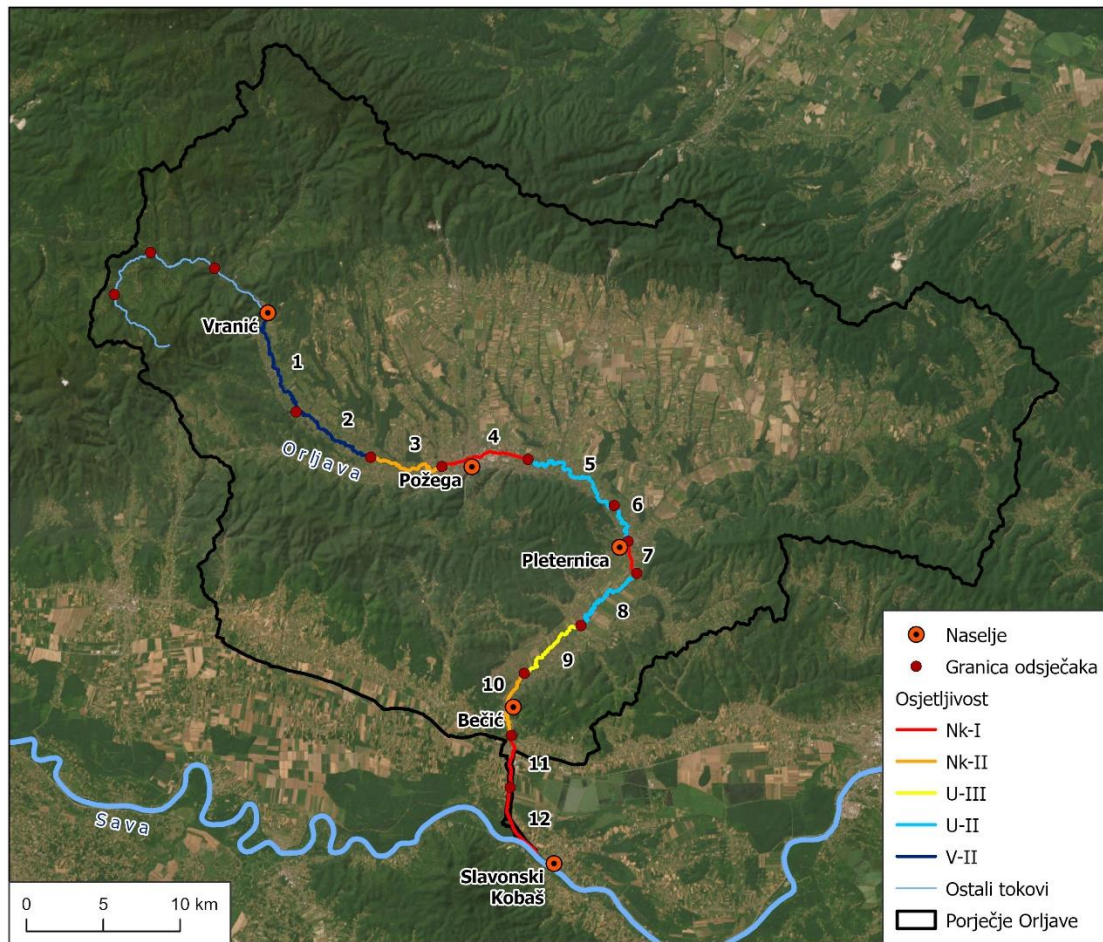 Vranić
1
2
Orljava
3
4
Požega
5
6
Pleternica
7
8
9
10
Bečić
11
12
Sava
Slavonski
Kobaš
0 5 10 km
Naselje
Granica odsječaka
Osjetljivost
Nk-I
Nk-II
U-III
U-II
V-II
Ostali tokovi
Porječje Orljave